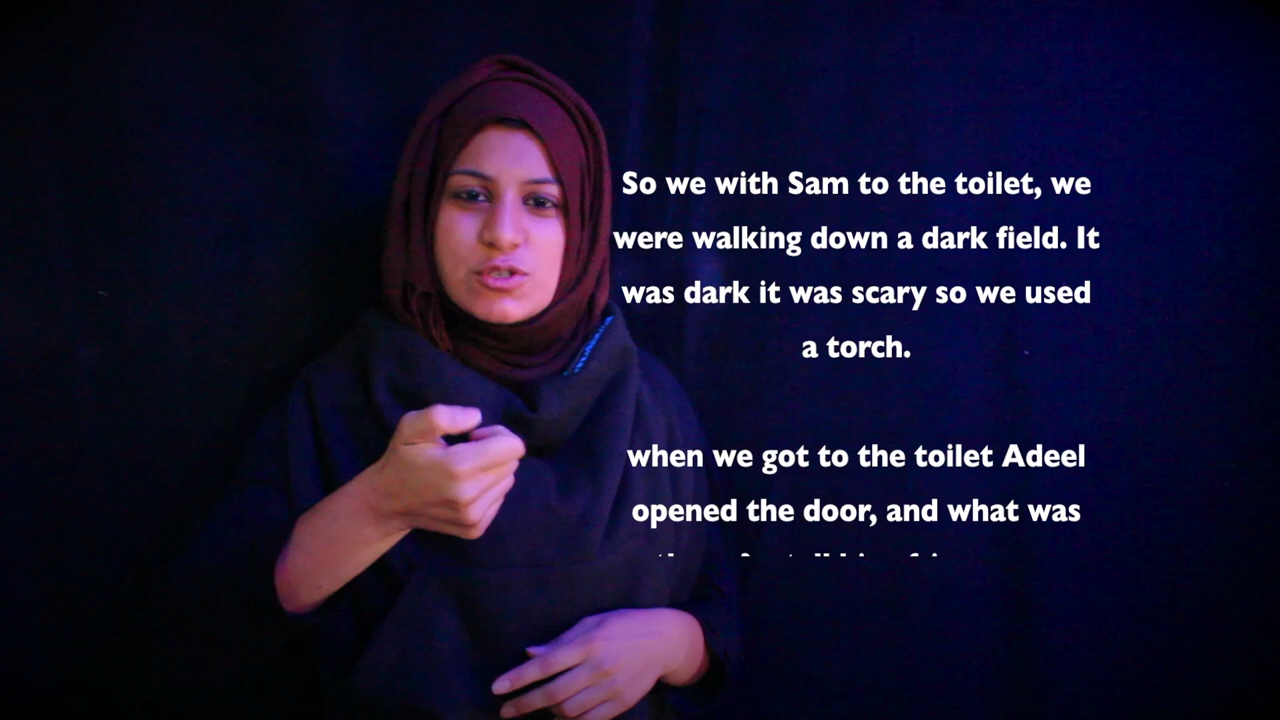 So we with Sam to the toilet, we
were walking down a dark field. It
was dark it was scary so we used
a torch.
when we got to the toilet Adeel
opened the door, and what was